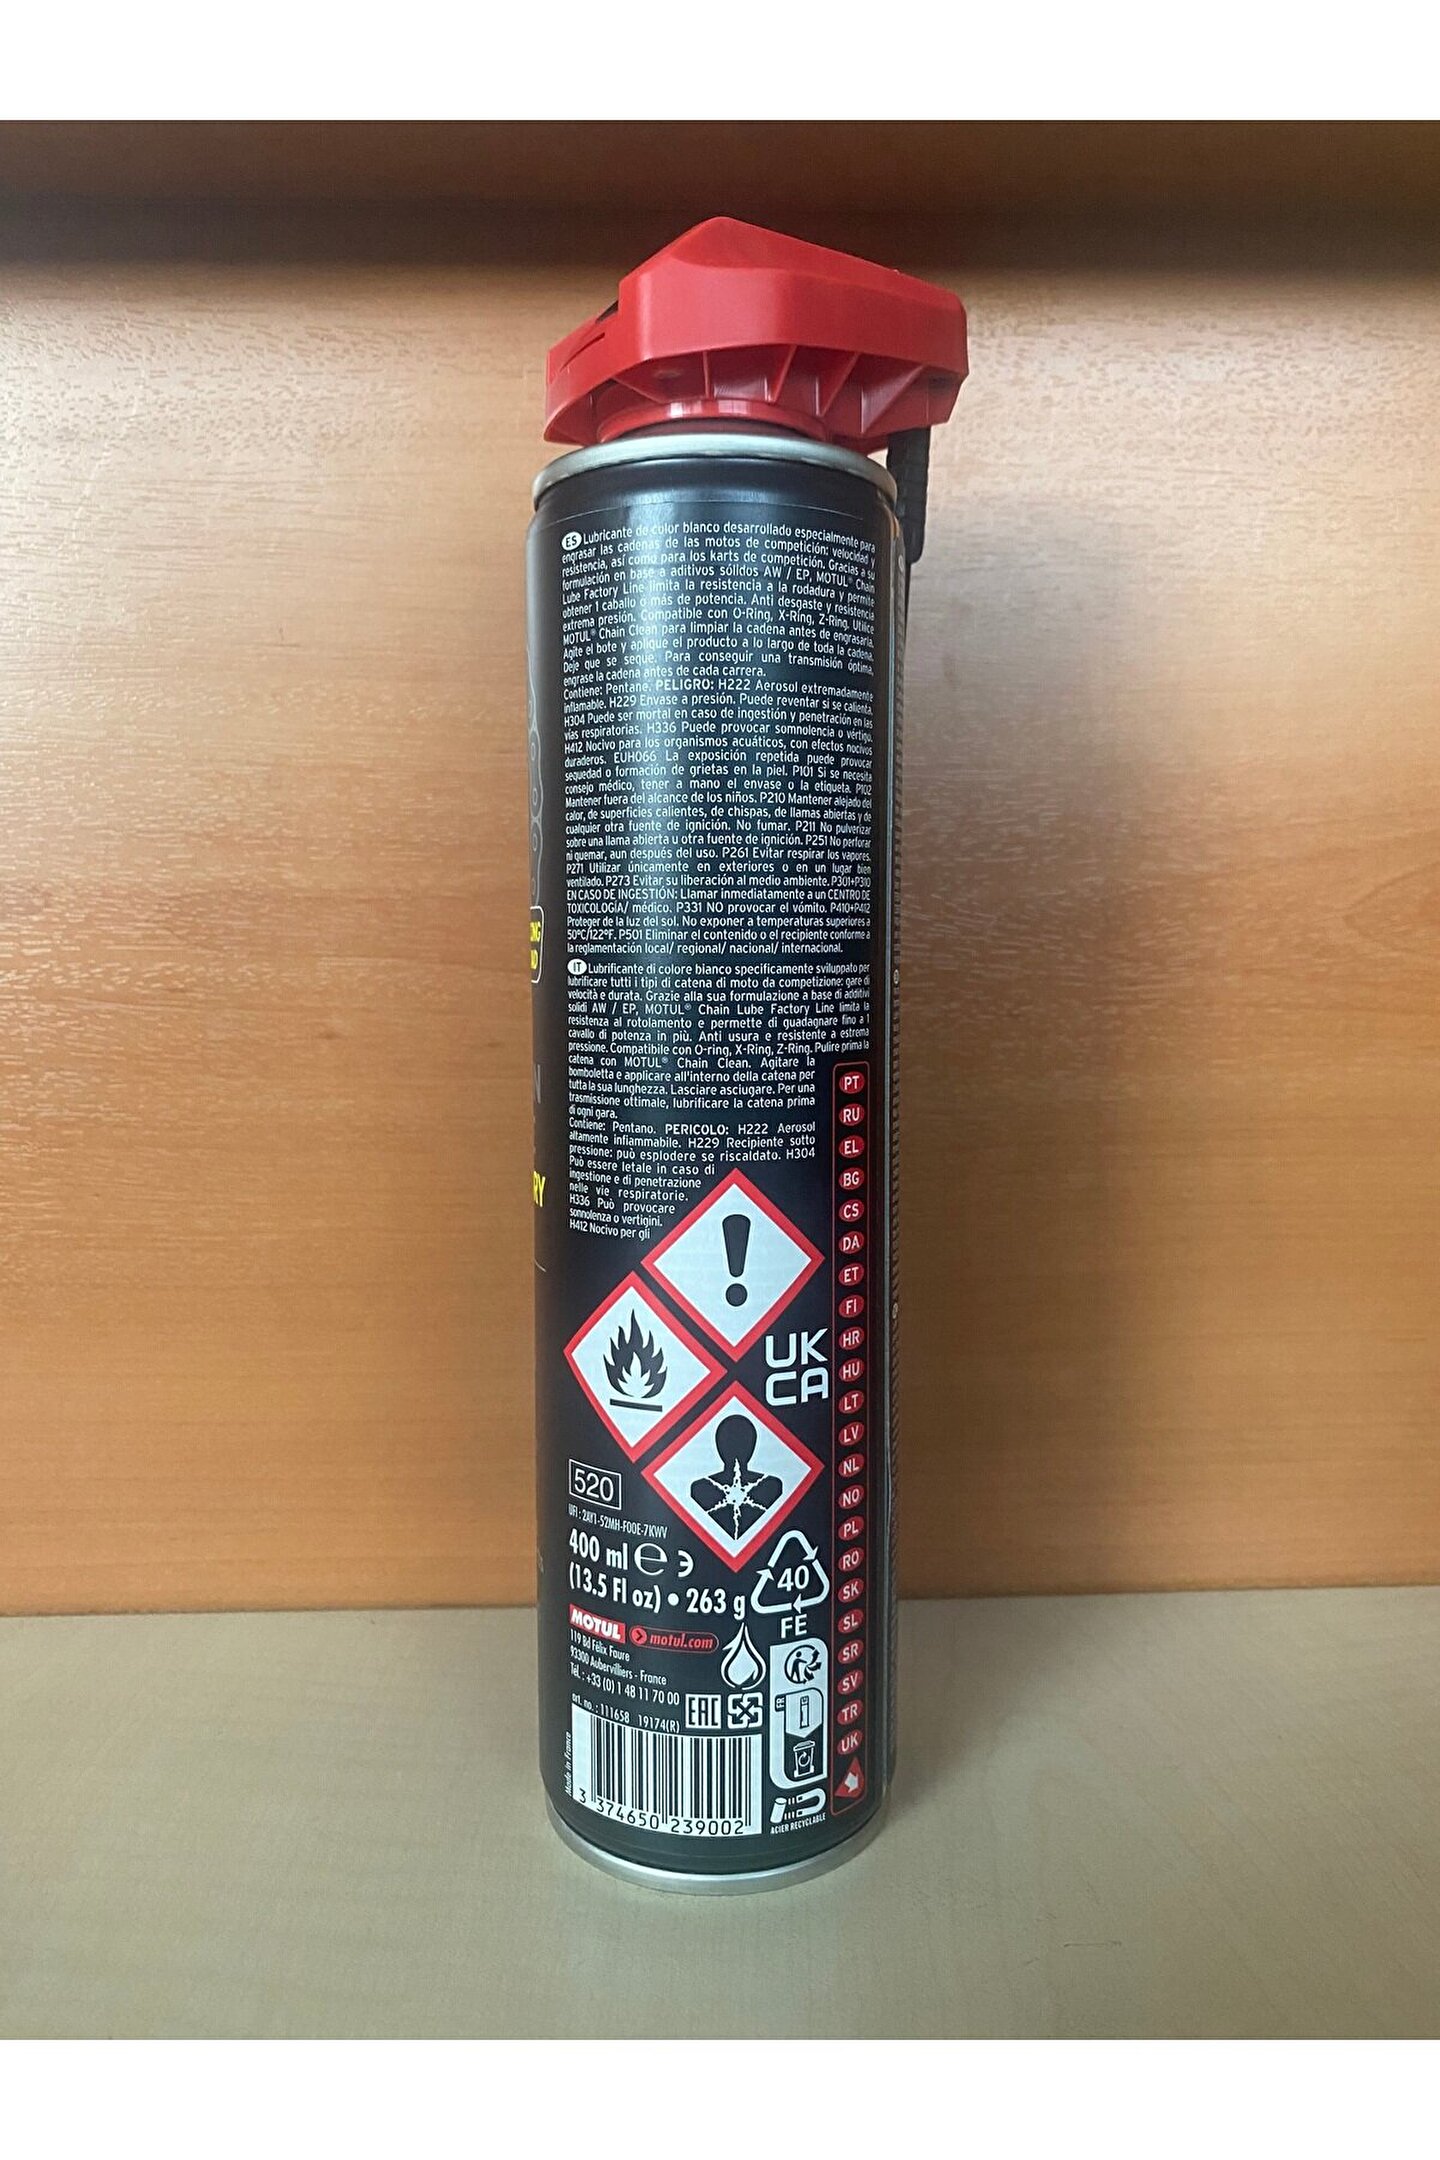 ES Lubricante de color blanco desarrollado especialmente para
engrasar las cadenas de las motos de competición: velocidad y
resistencia, así como para los karts de competición. Gracias a su
formulación en base a aditivos sólidos AW / EP, MOTUL® Chain
Lube Factory Line limita la resistencia a la rodadura y permite
obtener 1 caballo o más de potencia. Anti desgaste y resistencia
extrema presión. Compatible con O-Ring, X-Ring, Z-Ring. Utilice
MOTUL® Chain Clean para limpiar la cadena antes de engrasarla.
Agite el bote y aplique el producto a lo largo de toda la cadena.
Deje que se seque. Para conseguir una transmisión óptima,
engrase la cadena antes de cada carrera.
Contiene: Pentane. PELIGRO: H222 Aerosol extremadamente
inflamable. H229 Envase a presión. Puede reventar si se calienta.
H304 Puede ser mortal en caso de ingestión y penetración en las
vías respiratorias. H336 Puede provocar somnolencia o vértigo.
H412 Nocivo para los organismos acuáticos, con efectos nocivos
duraderos. EUH066 La exposición repetida puede provocar
sequedad o formación de grietas en la piel. P101 Si se necesita
consejo médico, tener a mano el envase o la etiqueta. P102
Mantener fuera del alcance de los niños. P210 Mantener alejado del
calor, de superficies calientes, de chispas, de llamas abiertas y de
cualquier otra fuente de ignición. No fumar. P211 No pulverizar
sobre una llama abierta u otra fuente de ignición. P251 No perforar
ni quemar, aun después del uso. P261 Evitar respirar los vapores.
P271 Utilizar únicamente en exteriores o en un lugar bien
ventilado. P273 Evitar su liberación al medio ambiente. P301+P310
EN CASO DE INGESTIÓN: Llamar inmediatamente a un CENTRO DE
TOXICOLOGÍA/ médico. P331 NO provocar el vómito. P410+P412
Proteger de la luz del sol. No exponer a temperaturas superiores a
50°C/122°F. P501 Eliminar el contenido o el recipiente conforme a
la reglamentación local/ regional/ nacional/ internacional.
IT Lubrificante di colore bianco specificamente sviluppato per
lubrificare tutti i tipi di catena di moto da competizione: gare di
velocità e durata. Grazie alla sua formulazione a base di additivi
solidi AW / EP, MOTUL® Chain Lube Factory Line limita la
resistenza al rotolamento e permette di guadagnare fino a 1
cavallo di potenza in più. Anti usura e resistente a estrema
pressione. Compatibile con O-ring, X-Ring, Z-Ring. Pulire prima la
catena con MOTUL® Chain Clean. Agitare la
bomboletta e applicare all'interno della catena per
tutta la sua lunghezza. Lasciare asciugare. Per una
trasmissione ottimale, lubrificare la catena prima
di ogni gara.
Contiene: Pentano. PERICOLO: H222 Aerosol
altamente infiammabile. H229 Recipiente sotto
pressione: può esplodere se riscaldato. H304
Può essere letale in caso di
ingestione e di penetrazione
nelle vie respiratorie.
H336 Può provocare
sonnolenza o vertigini.
H412 Nocivo per gli
PT
RU
EL
BG
CS
DA
ET
FI
HR
HU
LT
LV
NL
NO
PL
RO
SK
SL
SR
SV
TR
UK
UK
CA
520
UFI : 2AY1-52MH-F00E-7KWV
400 ml e
(13.5 Fl oz) • 263 g
40
FE
MOTUL motul.com
119 Bd Félix Faure
93300 Aubervilliers - France
Tél. : +33 (0) 1 48 11 70 00
EAC
art. no. : 111658 19174(R)
FR
Made in France
3 374650 239002
ACIER RECYCLABLE
RY
N